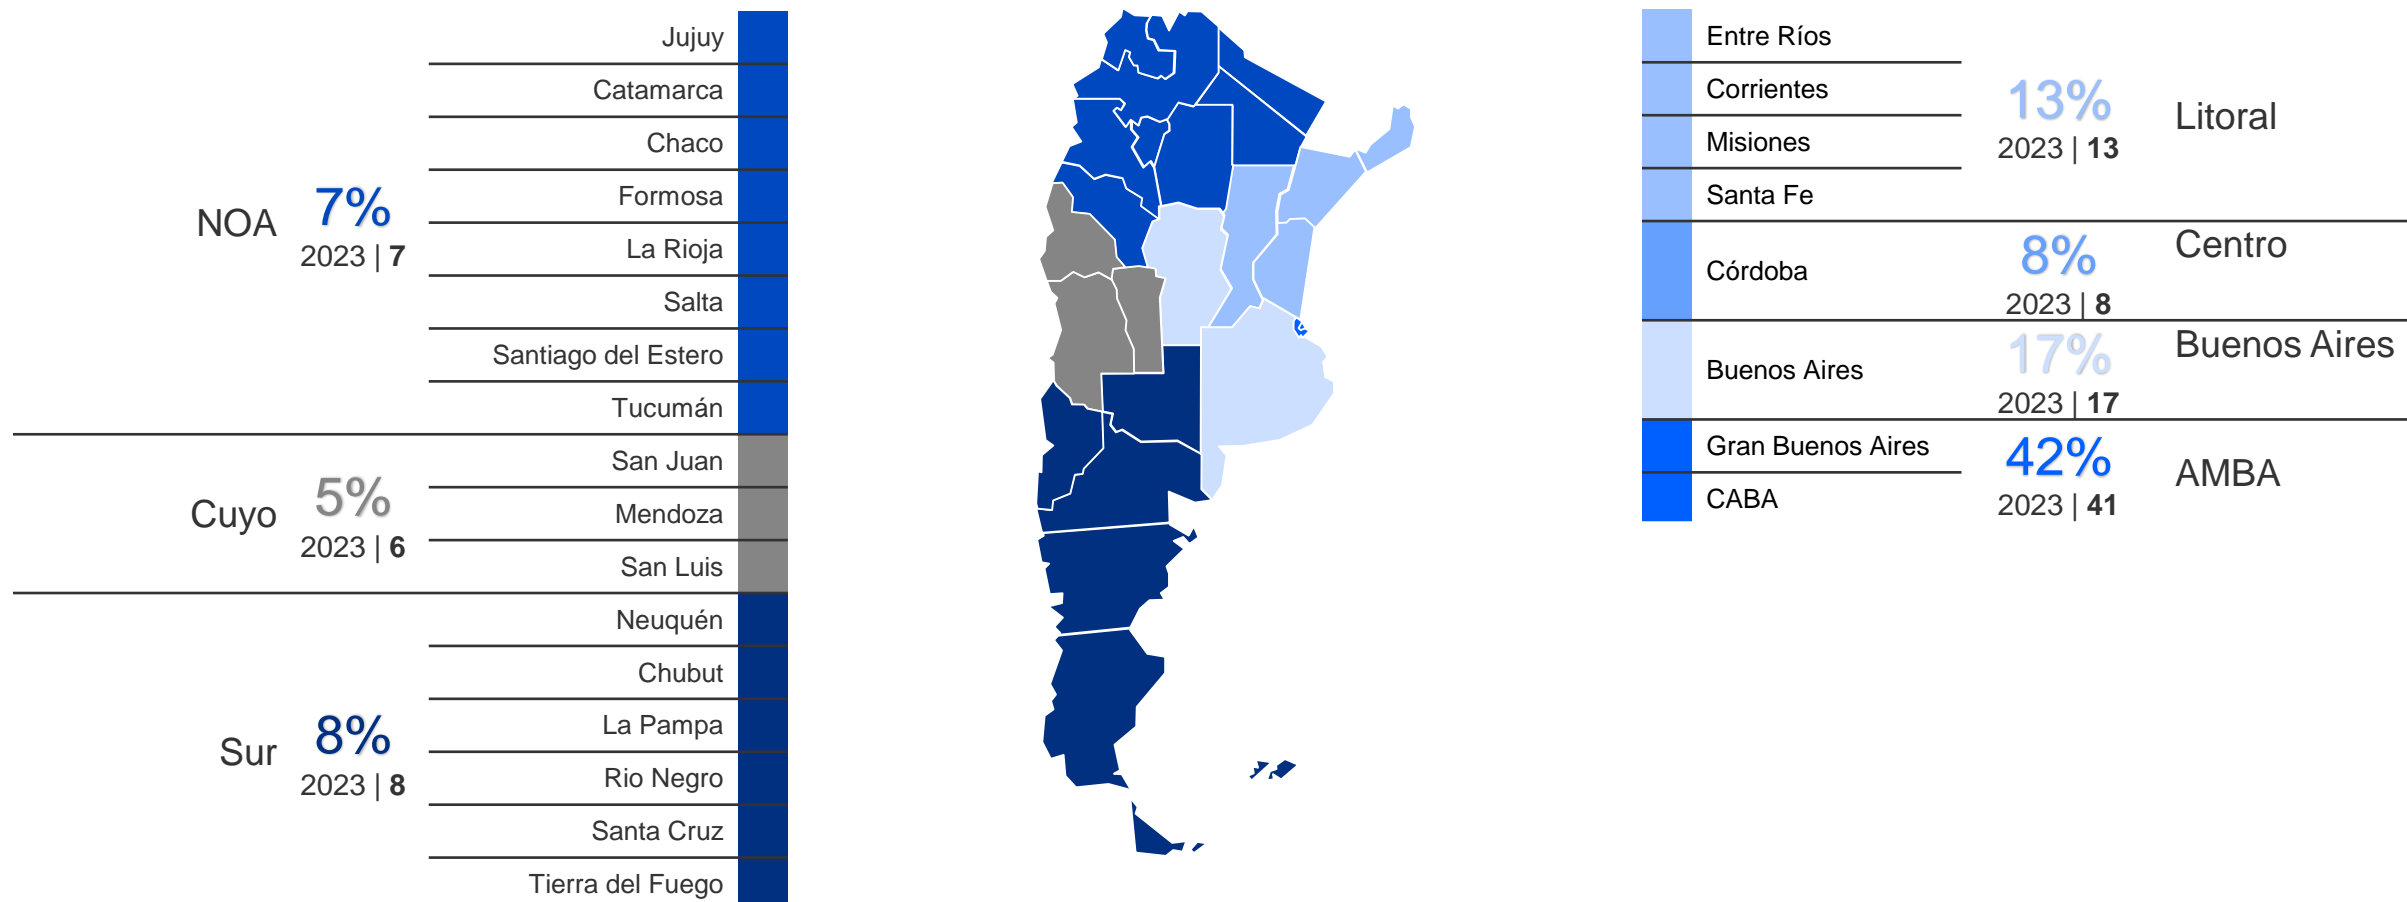 Jujuy
Catamarca
Chaco
Formosa
La Rioja
Salta
Santiago del Estero
Tucumán
NOA
7%
2023 | 7
San Juan
Mendoza
San Luis
Cuyo
5%
2023 | 6
Neuquén
Chubut
La Pampa
Rio Negro
Santa Cruz
Tierra del Fuego
Sur
8%
2023 | 8
Entre Ríos
Corrientes
Misiones
Santa Fe
13%
2023 | 13
Litoral
Córdoba
8%
2023 | 8
Centro
Buenos Aires
17%
2023 | 17
Buenos Aires
Gran Buenos Aires
CABA
42%
2023 | 41
AMBA